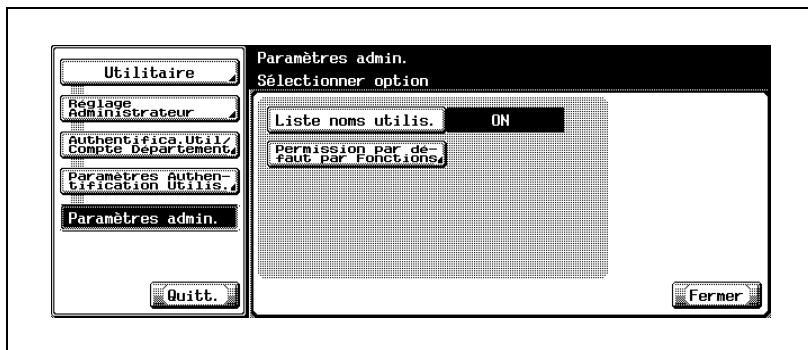 Utilitaire
Réglage
Administrateur
Authentifica.Util/
Compte Département
Paramètres Authen-
tification Utilis.
Paramètres admin.
Quitt.
Paramètres admin.
Sélectionner option
Liste noms utilis. ON
Permission par dé-
faut par Fonctions
Fermer